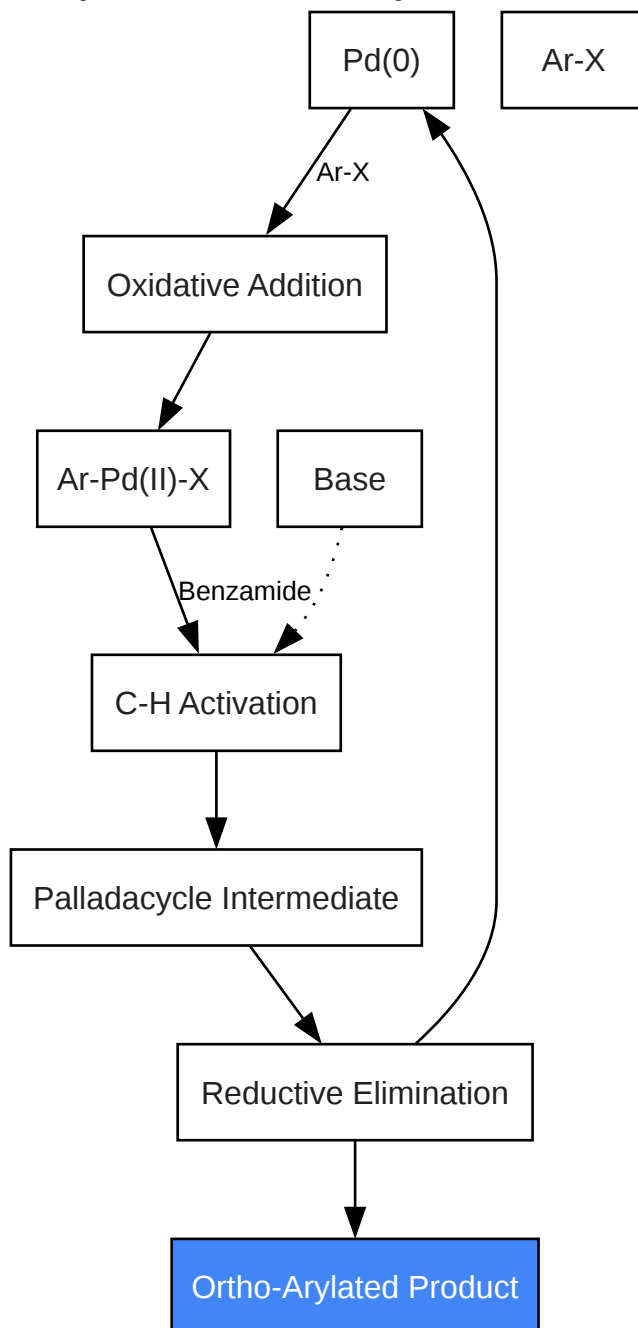 Pd(0)
Ar-X
Ar-X
Oxidative Addition
Ar-Pd(II)-X
Base
Benzamide
C-H Activation
Palladacycle Intermediate
Reductive Elimination
Ortho-Arylated Product